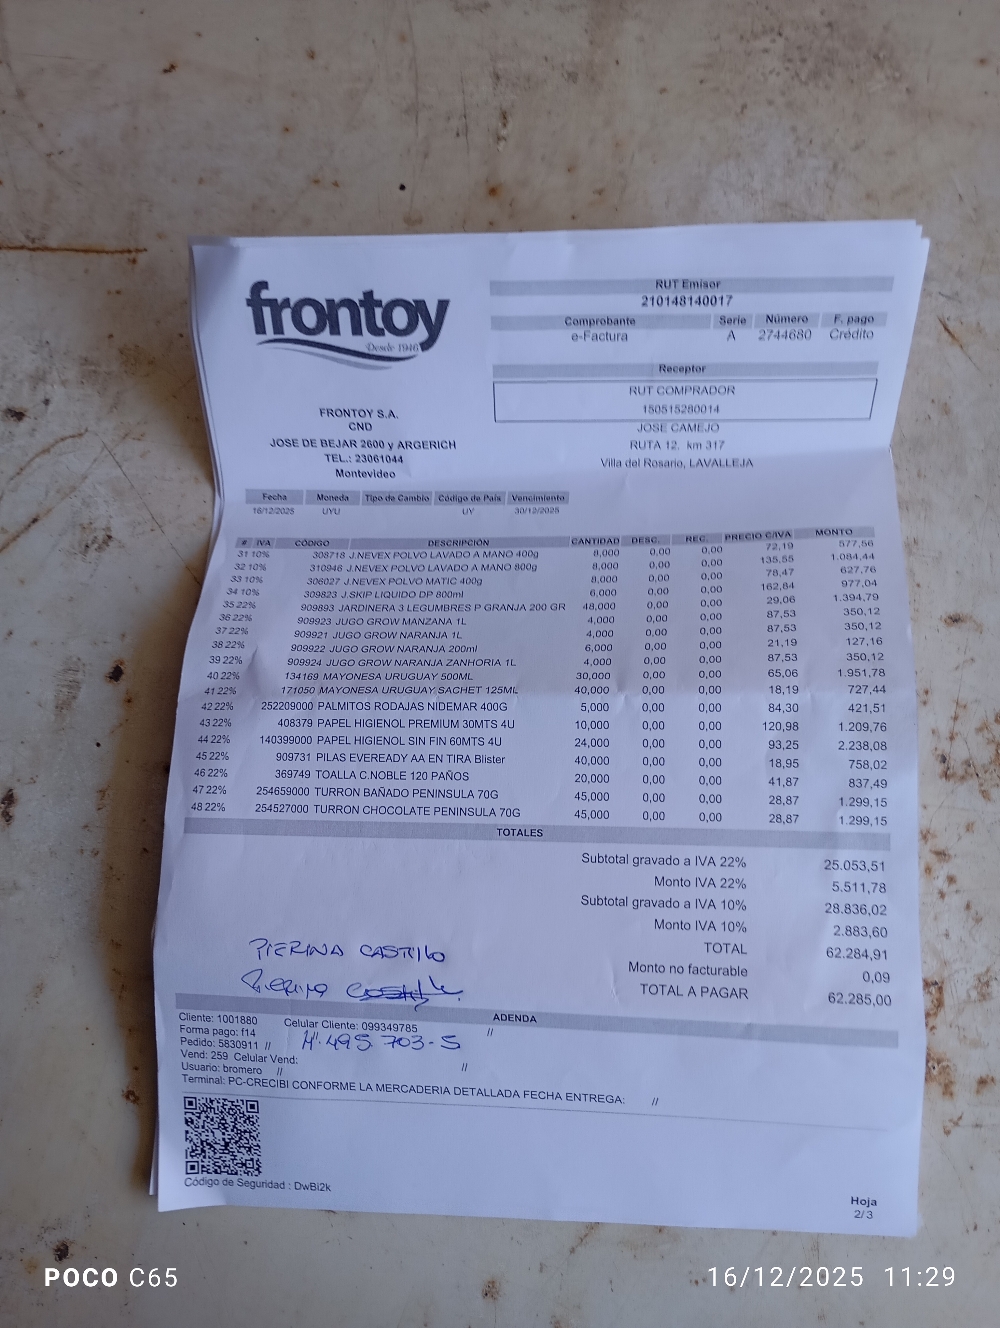 frontoy
Desde 1946
FRONTOY S.A.
CND
JOSE DE BEJAR 2600 y ARGERICH
TEL.: 23061044
Montevideo
RUT Emisor
210148140017
Comprobante Serie Número F. pago
e-Factura A 2744680 Crédito
Receptor
RUT COMPRADOR
150515280014
JOSE CAMEJO
RUTA 12. km 317
Villa del Rosario, LAVALLEJA
Fecha Moneda Tipo de Cambio Código de País Vencimiento
16/12/2025 UYU UY 30/12/2025
# IVA CÓDIGO DESCRIPCIÓN CANTIDAD DESC. REC. PRECIO C/IVA MONTO
31 10% 308718 J.NEVEX POLVO LAVADO A MANO 400g 8,000 0,00 0,00 72,19 577,56
32 10% 310946 J.NEVEX POLVO LAVADO A MANO 800g 8,000 0,00 0,00 135,55 1.084,44
33 10% 306027 J.NEVEX POLVO MATIC 400g 8,000 0,00 0,00 78,47 627,76
34 10% 309823 J.SKIP LIQUIDO DP 800ml 6,000 0,00 0,00 162,84 977,04
35 22% 909893 JARDINERA 3 LEGUMBRES P GRANJA 200 GR 48,000 0,00 0,00 29,06 1.394,79
36 22% 909923 JUGO GROW MANZANA 1L 4,000 0,00 0,00 87,53 350,12
37 22% 909921 JUGO GROW NARANJA 1L 4,000 0,00 0,00 87,53 350,12
38 22% 909922 JUGO GROW NARANJA 200ml 6,000 0,00 0,00 21,19 127,16
39 22% 909924 JUGO GROW NARANJA ZANHORIA 1L 4,000 0,00 0,00 87,53 350,12
40 22% 134169 MAYONESA URUGUAY 500ML 30,000 0,00 0,00 65,06 1.951,78
41 22% 171050 MAYONESA URUGUAY SACHET 125ML 40,000 0,00 0,00 18,19 727,44
42 22% 252209000 PALMITOS RODAJAS NIDEMAR 400G 5,000 0,00 0,00 84,30 421,51
43 22% 408379 PAPEL HIGIENOL PREMIUM 30MTS 4U 10,000 0,00 0,00 120,98 1.209,76
44 22% 140399000 PAPEL HIGIENOL SIN FIN 60MTS 4U 24,000 0,00 0,00 93,25 2.238,08
45 22% 909731 PILAS EVEREADY AA EN TIRA Blister 40,000 0,00 0,00 18,95 758,02
46 22% 369749 TOALLA C.NOBLE 120 PAÑOS 20,000 0,00 0,00 41,87 837,49
47 22% 254659000 TURRON BAÑADO PENINSULA 70G 45,000 0,00 0,00 28,87 1.299,15
48 22% 254527000 TURRON CHOCOLATE PENINSULA 70G 45,000 0,00 0,00 28,87 1.299,15
TOTALES
Subtotal gravado a IVA 22% 25.053,51
Monto IVA 22% 5.511,78
Subtotal gravado a IVA 10% 28.836,02
Monto IVA 10% 2.883,60
TOTAL 62.284,91
Monto no facturable 0,09
TOTAL A PAGAR 62.285,00
PIERINA CASTILLO
ADENDA
Cliente: 1001880 Celular Cliente: 099349785 //
Forma pago: f14
Pedido: 5830911 // 4.495.703-5
Vend: 259 Celular Vend: //
Usuario: bromero //
Terminal: PC-CRECIBI CONFORME LA MERCADERIA DETALLADA FECHA ENTREGA: //
Código de Seguridad : DwBi2k
Hoja
2/3
POCO C65
16/12/2025 11:29